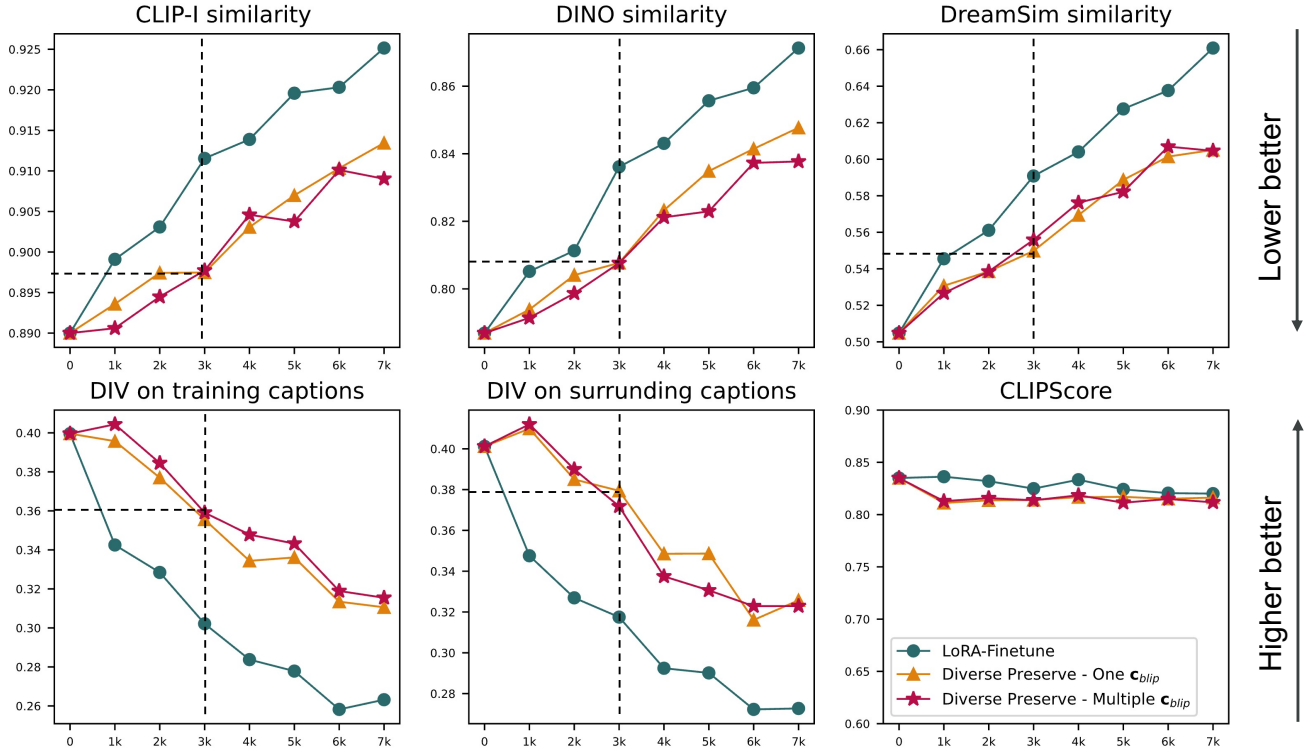 CLIP-I similarity
0.925
0.920
0.915
0.910
0.905
0.900
0.895
0.890
0 1k 2k 3k 4k 5k 6k 7k
DINO similarity
0.86
0.84
0.82
0.80
0 1k 2k 3k 4k 5k 6k 7k
DreamSim similarity
0.66
0.64
0.62
0.60
0.58
0.56
0.54
0.52
0.50
0 1k 2k 3k 4k 5k 6k 7k
Lower better
DIV on training captions
0.40
0.38
0.36
0.34
0.32
0.30
0.28
0.26
0 1k 2k 3k 4k 5k 6k 7k
DIV on surrunding captions
0.40
0.38
0.36
0.34
0.32
0.30
0.28
0 1k 2k 3k 4k 5k 6k 7k
CLIPScore
0.90
0.85
0.80
0.75
0.70
0.65
0.60
LoRA-Finetune
Diverse Preserve - One c_blip
Diverse Preserve - Multiple c_blip
0 1k 2k 3k 4k 5k 6k 7k
Higher better